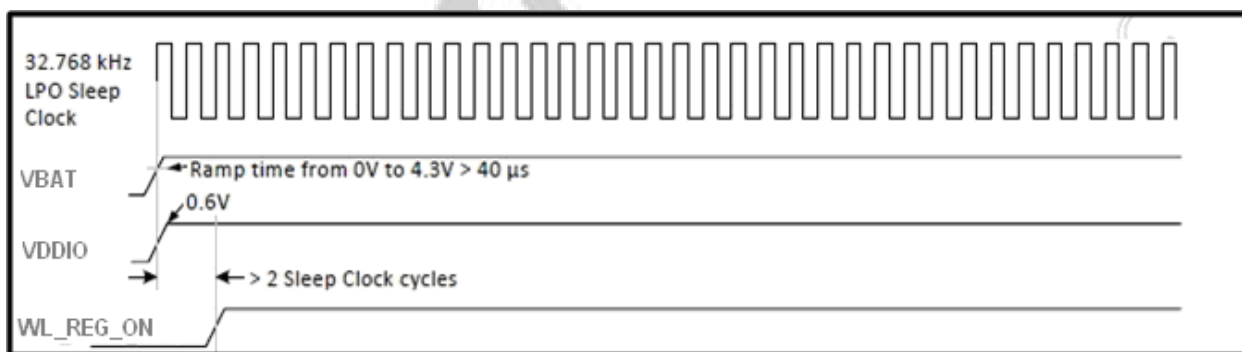 32.768 kHz
LPO Sleep
Clock
VBAT
Ramp time from 0V to 4.3V > 40 µs
0.6V
VDDIO
> 2 Sleep Clock cycles
WL_REG_ON